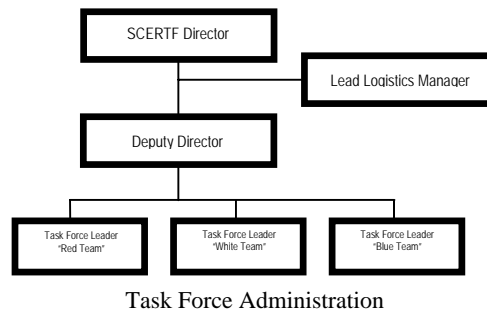 SCERTF Director
Lead Logistics Manager
Deputy Director
Task Force Leader
"Red Team"
Task Force Leader
"White Team"
Task Force Leader
"Blue Team"
Task Force Administration